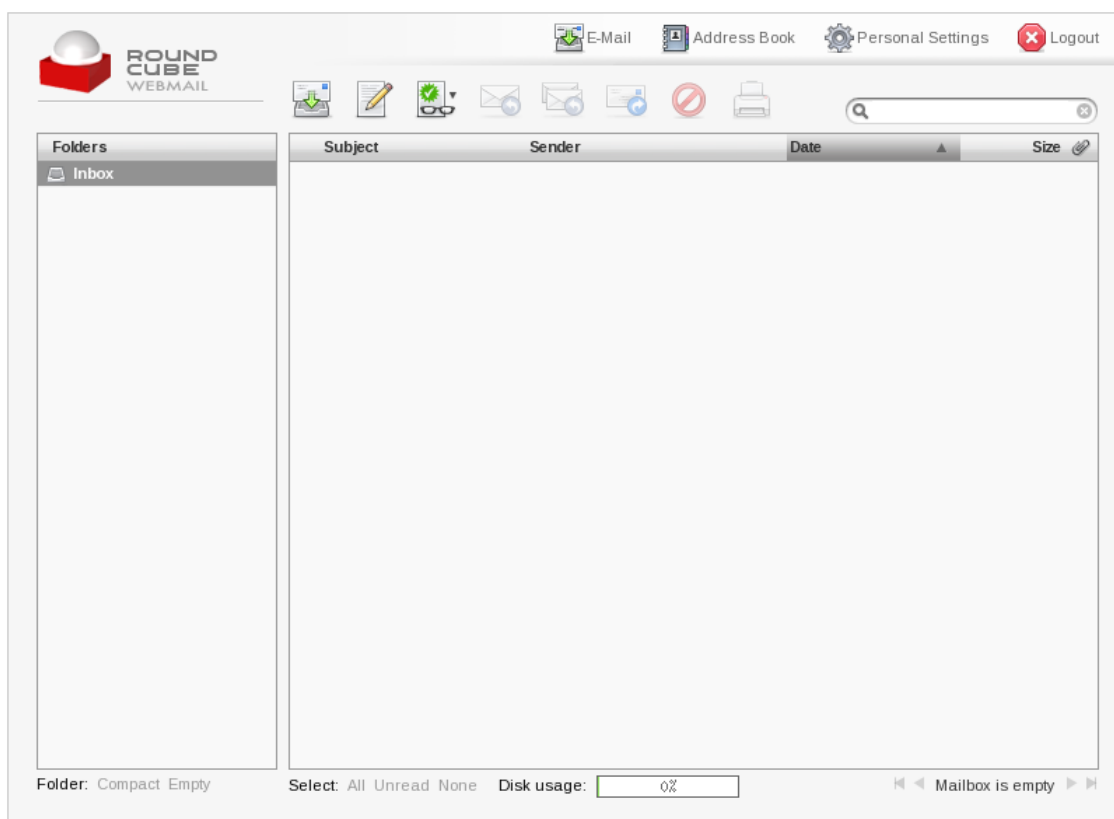 ROUND
CUBE
WEBMAIL
E-Mail Address Book Personal Settings Logout
Folders
Inbox
Subject Sender Date Size
Folder: Compact Empty
Select: All Unread None Disk usage: 0% Mailbox is empty